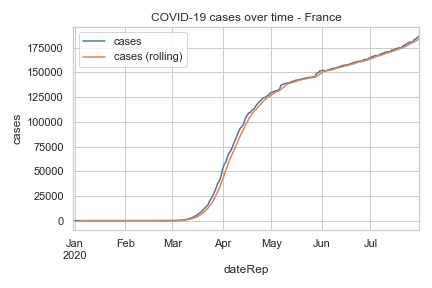 COVID-19 cases over time - France
cases
cases (rolling)
175000
150000
125000
100000
75000
50000
25000
0
cases
Jan Feb Mar Apr May Jun Jul
2020
dateRep